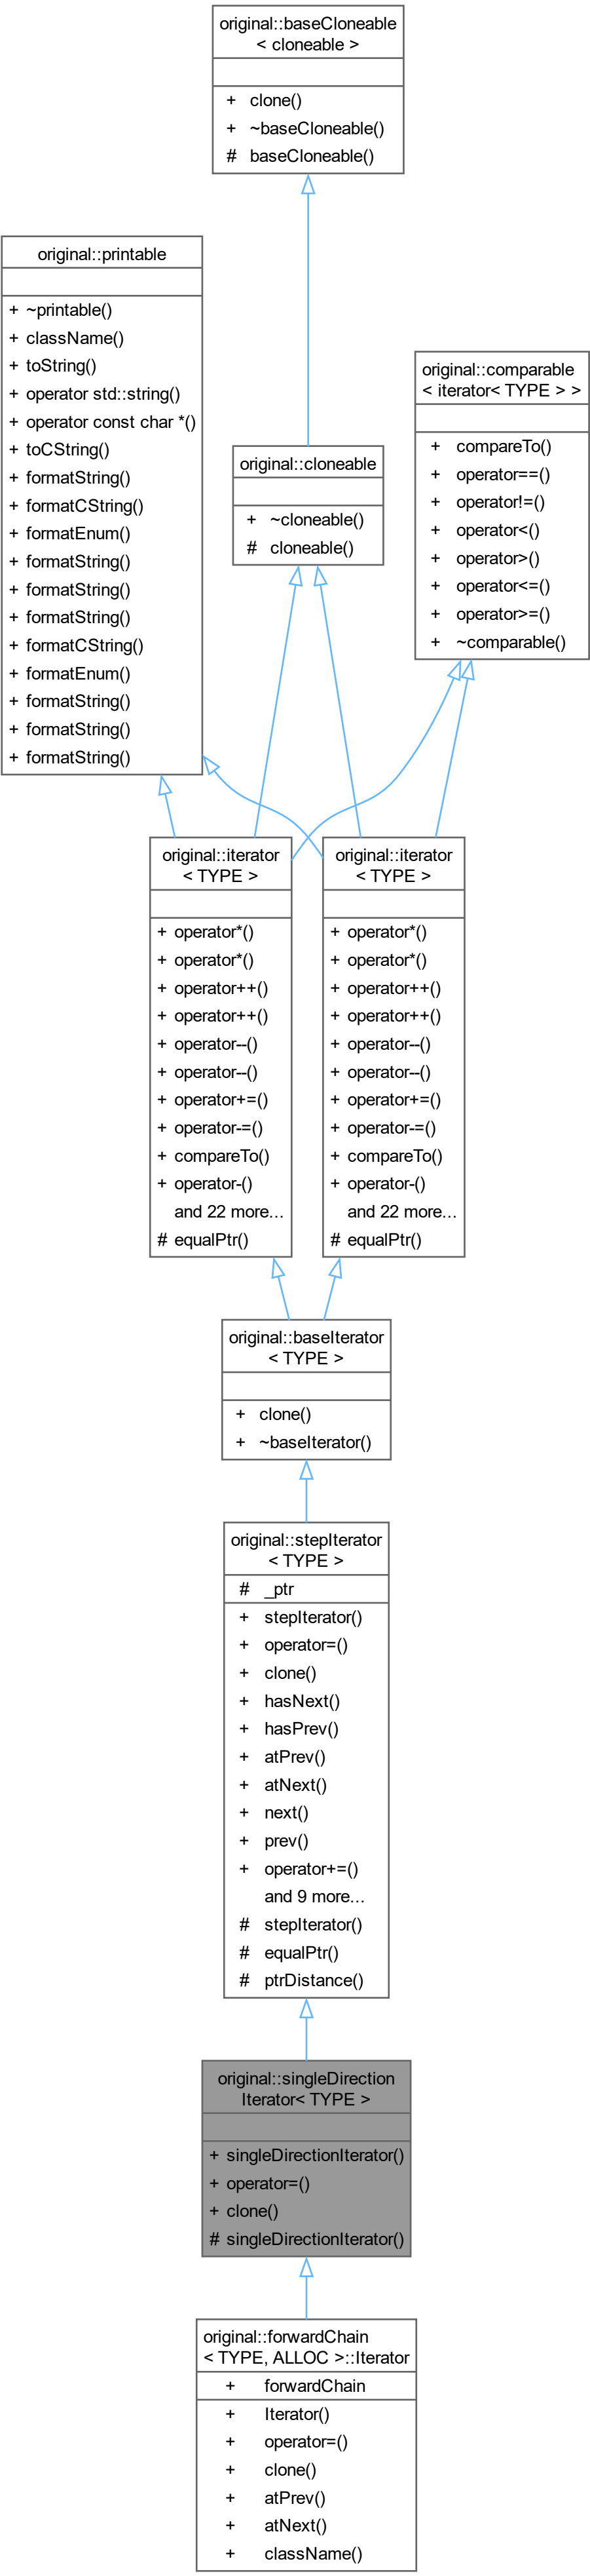 original::baseCloneable
< cloneable >
+ clone()
+ ~baseCloneable()
# baseCloneable()
original::printable
+ ~printable()
+ className()
+ toString()
+ operator std::string()
+ operator const char *()
+ toCString()
+ formatString()
+ formatCString()
+ formatEnum()
+ formatString()
+ formatString()
+ formatString()
+ formatCString()
+ formatEnum()
+ formatString()
+ formatString()
+ formatString()
original::comparable
< iterator< TYPE > >
+ compareTo()
+ operator==()
+ operator!=()
+ operator<()
+ operator>()
+ operator<=()
+ operator>=()
+ ~comparable()
original::cloneable
+ ~cloneable()
# cloneable()
original::iterator
< TYPE >
+ operator*()
+ operator*()
+ operator++()
+ operator++()
+ operator--()
+ operator--()
+ operator+=()
+ operator-=()
+ compareTo()
+ operator-()
and 22 more...
# equalPtr()
original::iterator
< TYPE >
+ operator*()
+ operator*()
+ operator++()
+ operator++()
+ operator--()
+ operator--()
+ operator+=()
+ operator-=()
+ compareTo()
+ operator-()
and 22 more...
# equalPtr()
original::baseIterator
< TYPE >
+ clone()
+ ~baseIterator()
original::stepIterator
< TYPE >
# _ptr
+ stepIterator()
+ operator=()
+ clone()
+ hasNext()
+ hasPrev()
+ atPrev()
+ atNext()
+ next()
+ prev()
+ operator+=()
and 9 more...
# stepIterator()
# equalPtr()
# ptrDistance()
original::singleDirection
Iterator< TYPE >
+ singleDirectionIterator()
+ operator=()
+ clone()
# singleDirectionIterator()
original::forwardChain
< TYPE, ALLOC >::Iterator
+ forwardChain
+ Iterator()
+ operator=()
+ clone()
+ atPrev()
+ atNext()
+ className()